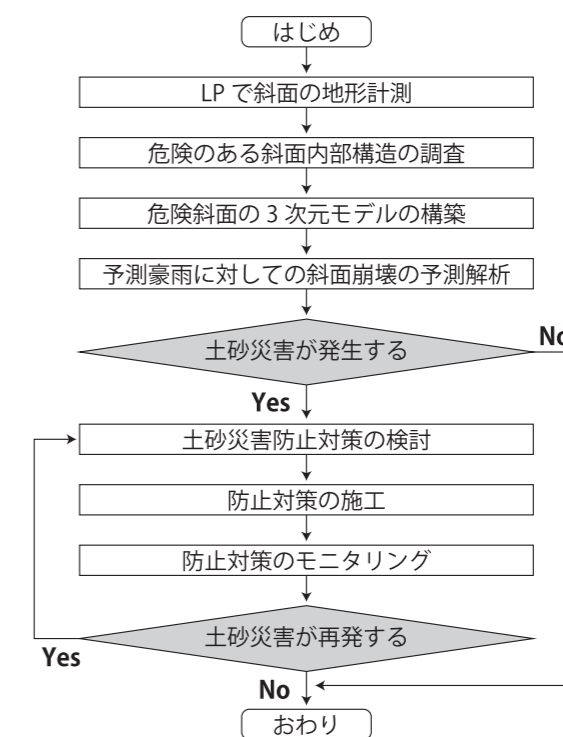 はじめ
LP で斜面の地形計測
危険のある斜面内部構造の調査
危険斜面の 3 次元モデルの構築
予測豪雨に対しての斜面崩壊の予測解析
土砂災害が発生する
No
Yes
土砂災害防止対策の検討
防止対策の施工
防止対策のモニタリング
土砂災害が再発する
Yes
No
おわり